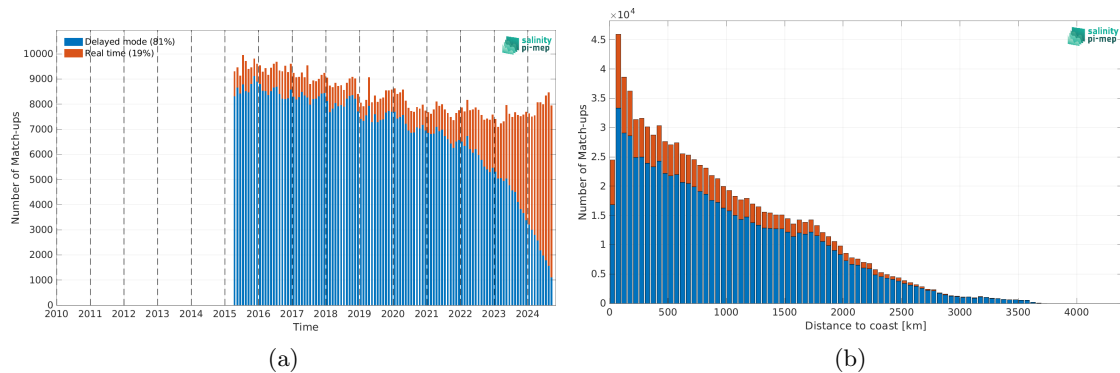 Delayed mode (81%)
Real time (19%)
salinity
pi-mep
Number of Match-ups
10000
9000
8000
7000
6000
5000
4000
3000
2000
1000
0
2010 2011 2012 2013 2014 2015 2016 2017 2018 2019 2020 2021 2022 2023 2024
Time
(a)
×10⁴
salinity
pi-mep
Number of Match-ups
4.5
4
3.5
3
2.5
2
1.5
1
0.5
0
0 500 1000 1500 2000 2500 3000 3500 4000
Distance to coast [km]
(b)